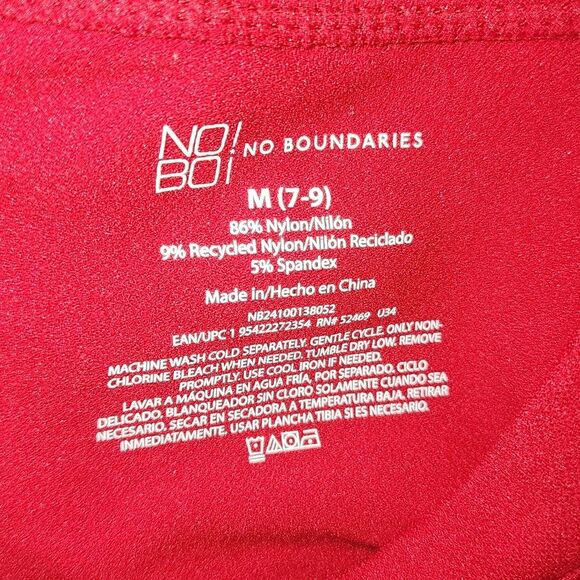 NO!
BO¡
NO BOUNDARIES
M (7-9)
86% Nylon/Nilón
9% Recycled Nylon/Nilón Reciclado
5% Spandex
Made in/Hecho en China
NB24100138052
EAN/UPC 1 95422272354 RN# 52469 U34
MACHINE WASH COLD SEPARATELY. GENTLE CYCLE. ONLY NON-
CHLORINE BLEACH WHEN NEEDED. TUMBLE DRY LOW. REMOVE
PROMPTLY. USE COOL IRON IF NEEDED.
LAVAR A MÁQUINA EN AGUA FRÍA, POR SEPARADO. CICLO
DELICADO. BLANQUEADOR SIN CLORO SOLAMENTE CUANDO SEA
NECESARIO. SECAR EN SECADORA A TEMPERATURA BAJA. RETIRAR
INMEDIATAMENTE. USAR PLANCHA TIBIA SI ES NECESARIO.